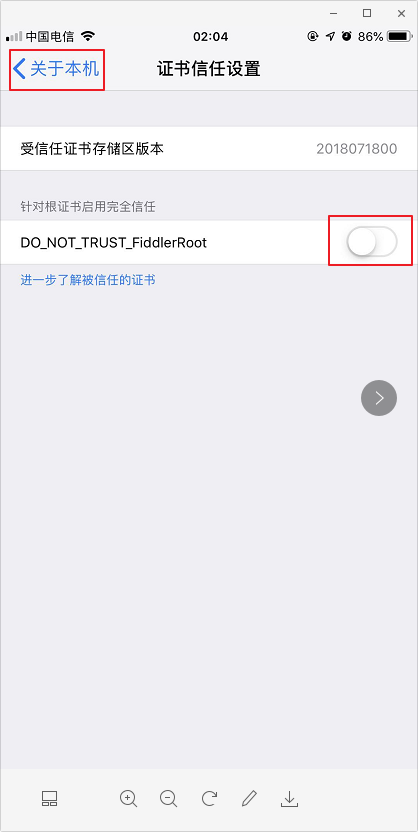 中国电信 02:04 86%
关于本机 证书信任设置
受信任证书存储区版本 2018071800
针对根证书启用完全信任
DO_NOT_TRUST_FiddlerRoot
进一步了解被信任的证书